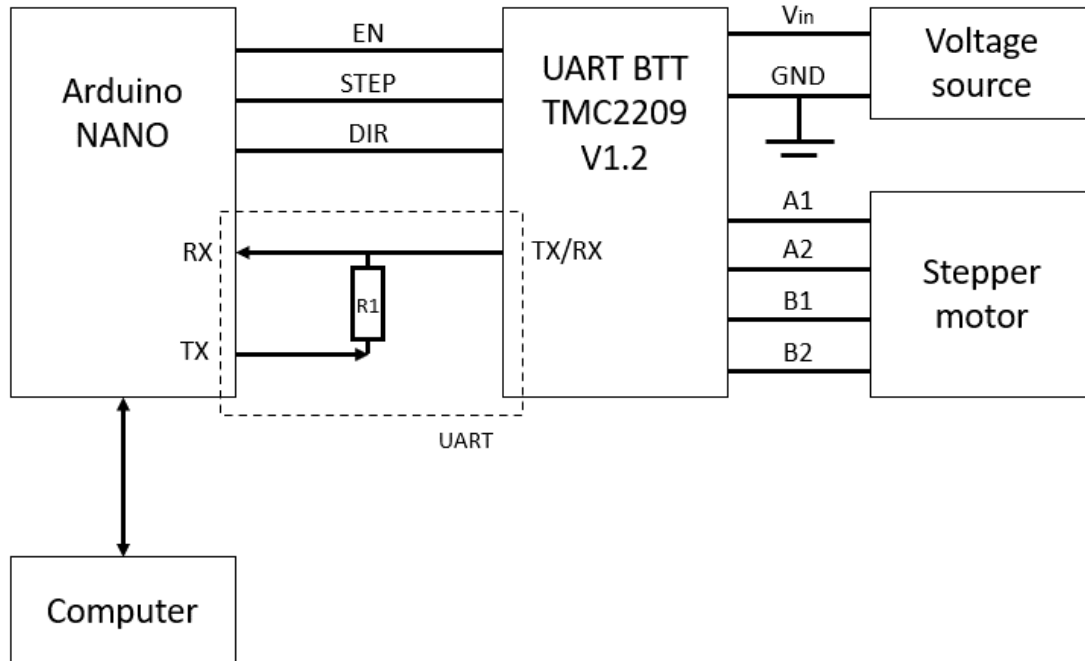 Arduino
NANO
EN
STEP
DIR
RX
TX
R1
UART
UART BTT
TMC2209
V1.2
TX/RX
Vin
GND
Voltage
source
A1
A2
B1
B2
Stepper
motor
Computer